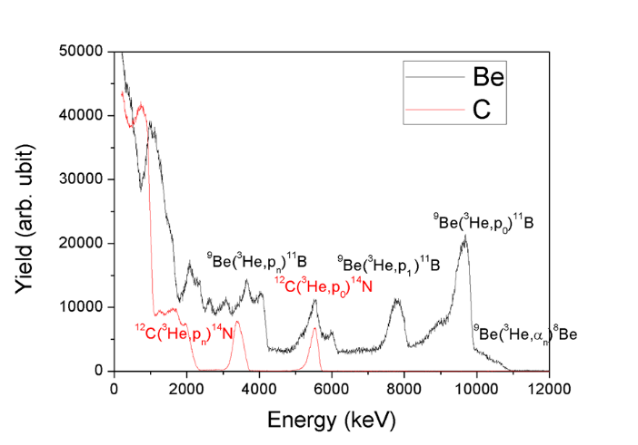 50000
40000
30000
20000
10000
0
Yield (arb. ubit)
Be
C
⁹Be(³He,p₀)¹¹B
⁹Be(³He,pₙ)¹¹B
⁹Be(³He,p₁)¹¹B
¹²C(³He,p₀)¹⁴N
¹²C(³He,pₙ)¹⁴N
⁹Be(³He,αₙ)⁸Be
0 2000 4000 6000 8000 10000 12000
Energy (keV)